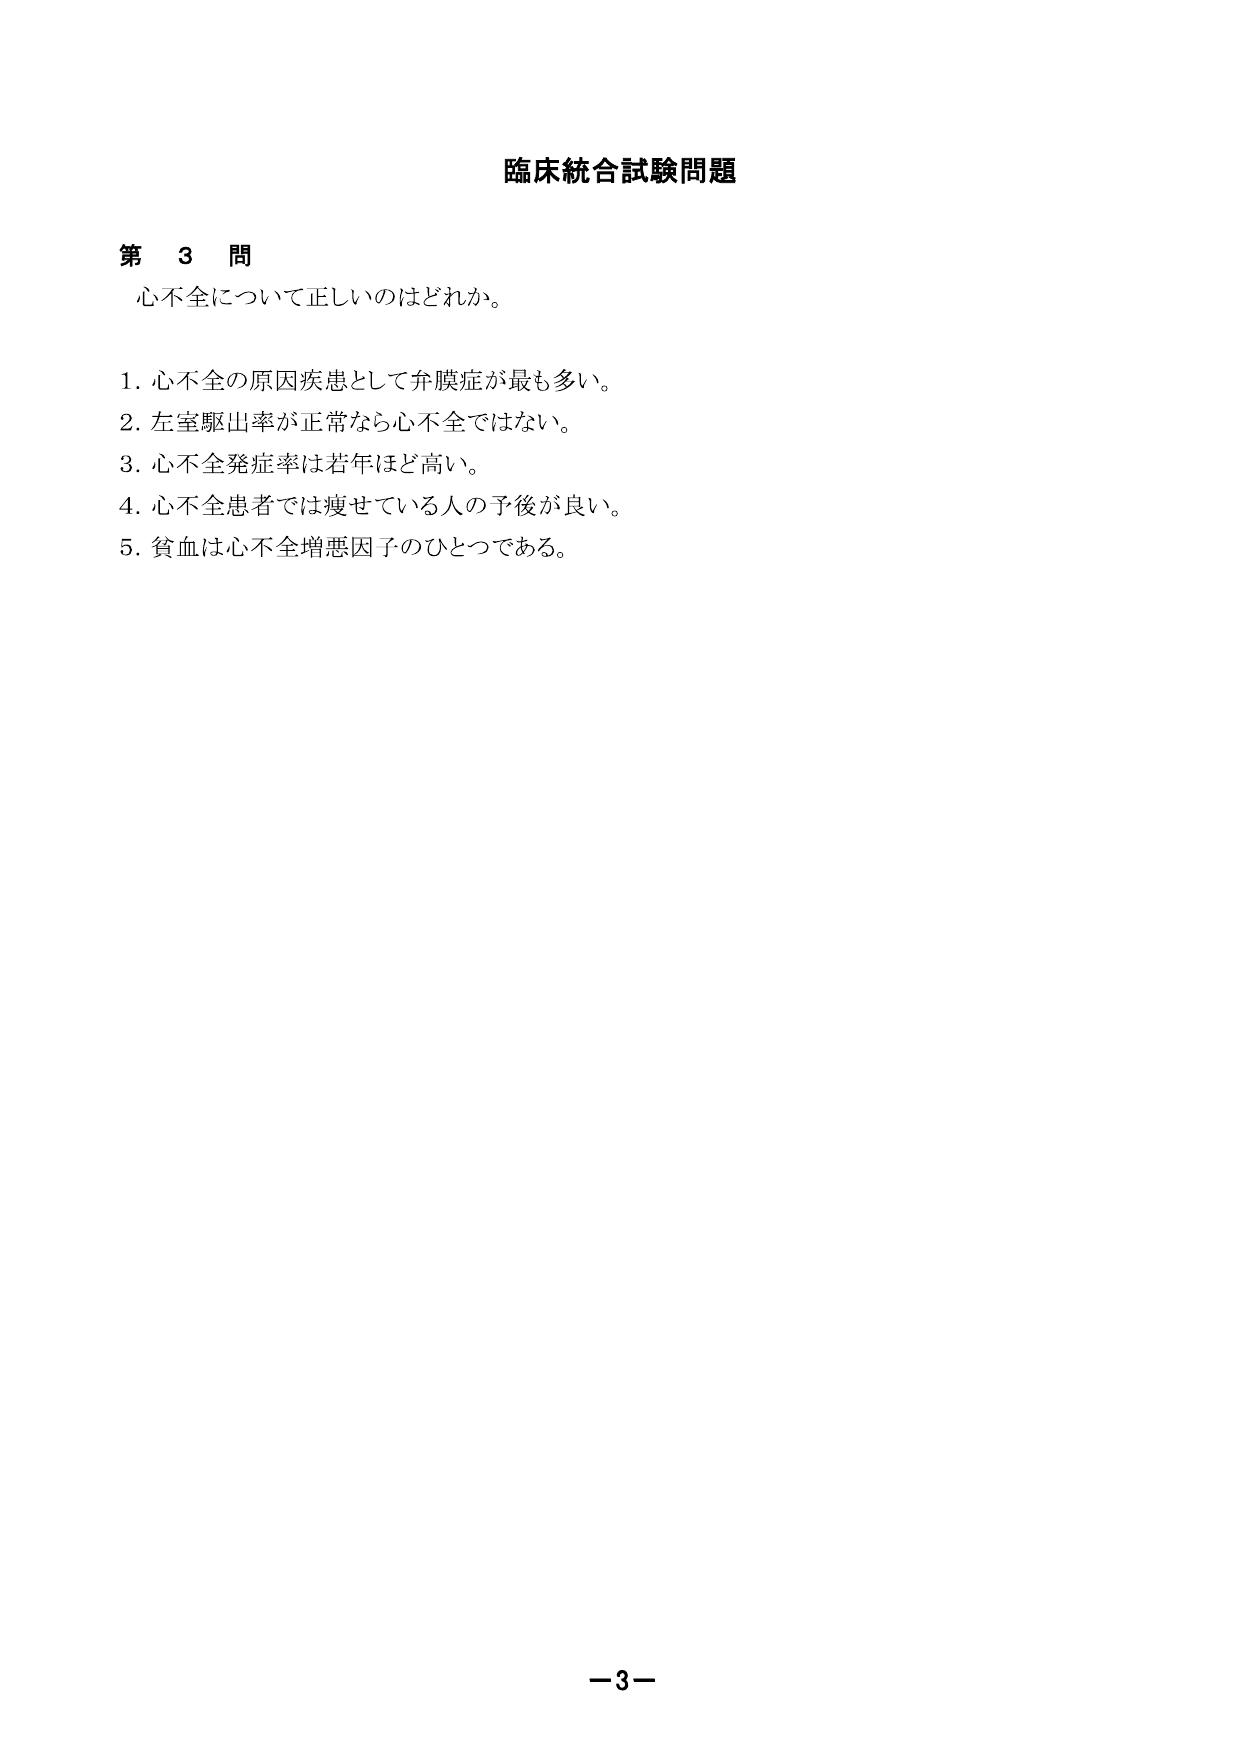 臨床統合試験問題
第　3　問
心不全について正しいのはどれか。
1. 心不全の原因疾患として弁膜症が最も多い。
2. 左室駆出率が正常なら心不全ではない。
3. 心不全発症率は若年ほど高い。
4. 心不全患者では痩せている人の予後が良い。
5. 貧血は心不全増悪因子のひとつである。
—3—